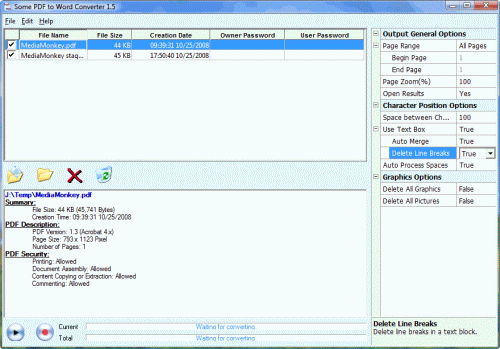 Some PDF to Word Converter 1.5
File Edit Help
File Name File Size Creation Date Owner Password User Password
MediaMonkey.pdf 44 KB 09:39:31 10/25/2008
MediaMonkey staq... 45 KB 17:50:40 10/25/2008
J:\Temp\MediaMonkey.pdf
Summary:
File Size: 44 KB (45,741 Bytes)
Creation Time: 09:39:31 10/25/2008
PDF Description:
PDF Version: 1.3 (Acrobat 4.x)
Page Size: 793 x 1123 Pixel
Number of Pages: 1
PDF Security:
Printing: Allowed
Document Assembly: Allowed
Content Copying or Extraction: Allowed
Commenting: Allowed
Current Waiting for converting
Total Waiting for converting
Output General Options
Page Range All Pages
Begin Page 1
End Page 1
Page Zoom(%) 100
Open Results Yes
Character Position Options
Space between Ch... 100
Use Text Box True
Auto Merge True
Delete Line Breaks True
Auto Process Spaces True
Graphics Options
Delete All Graphics False
Delete All Pictures False
Delete Line Breaks
Delete line breaks in a text block.